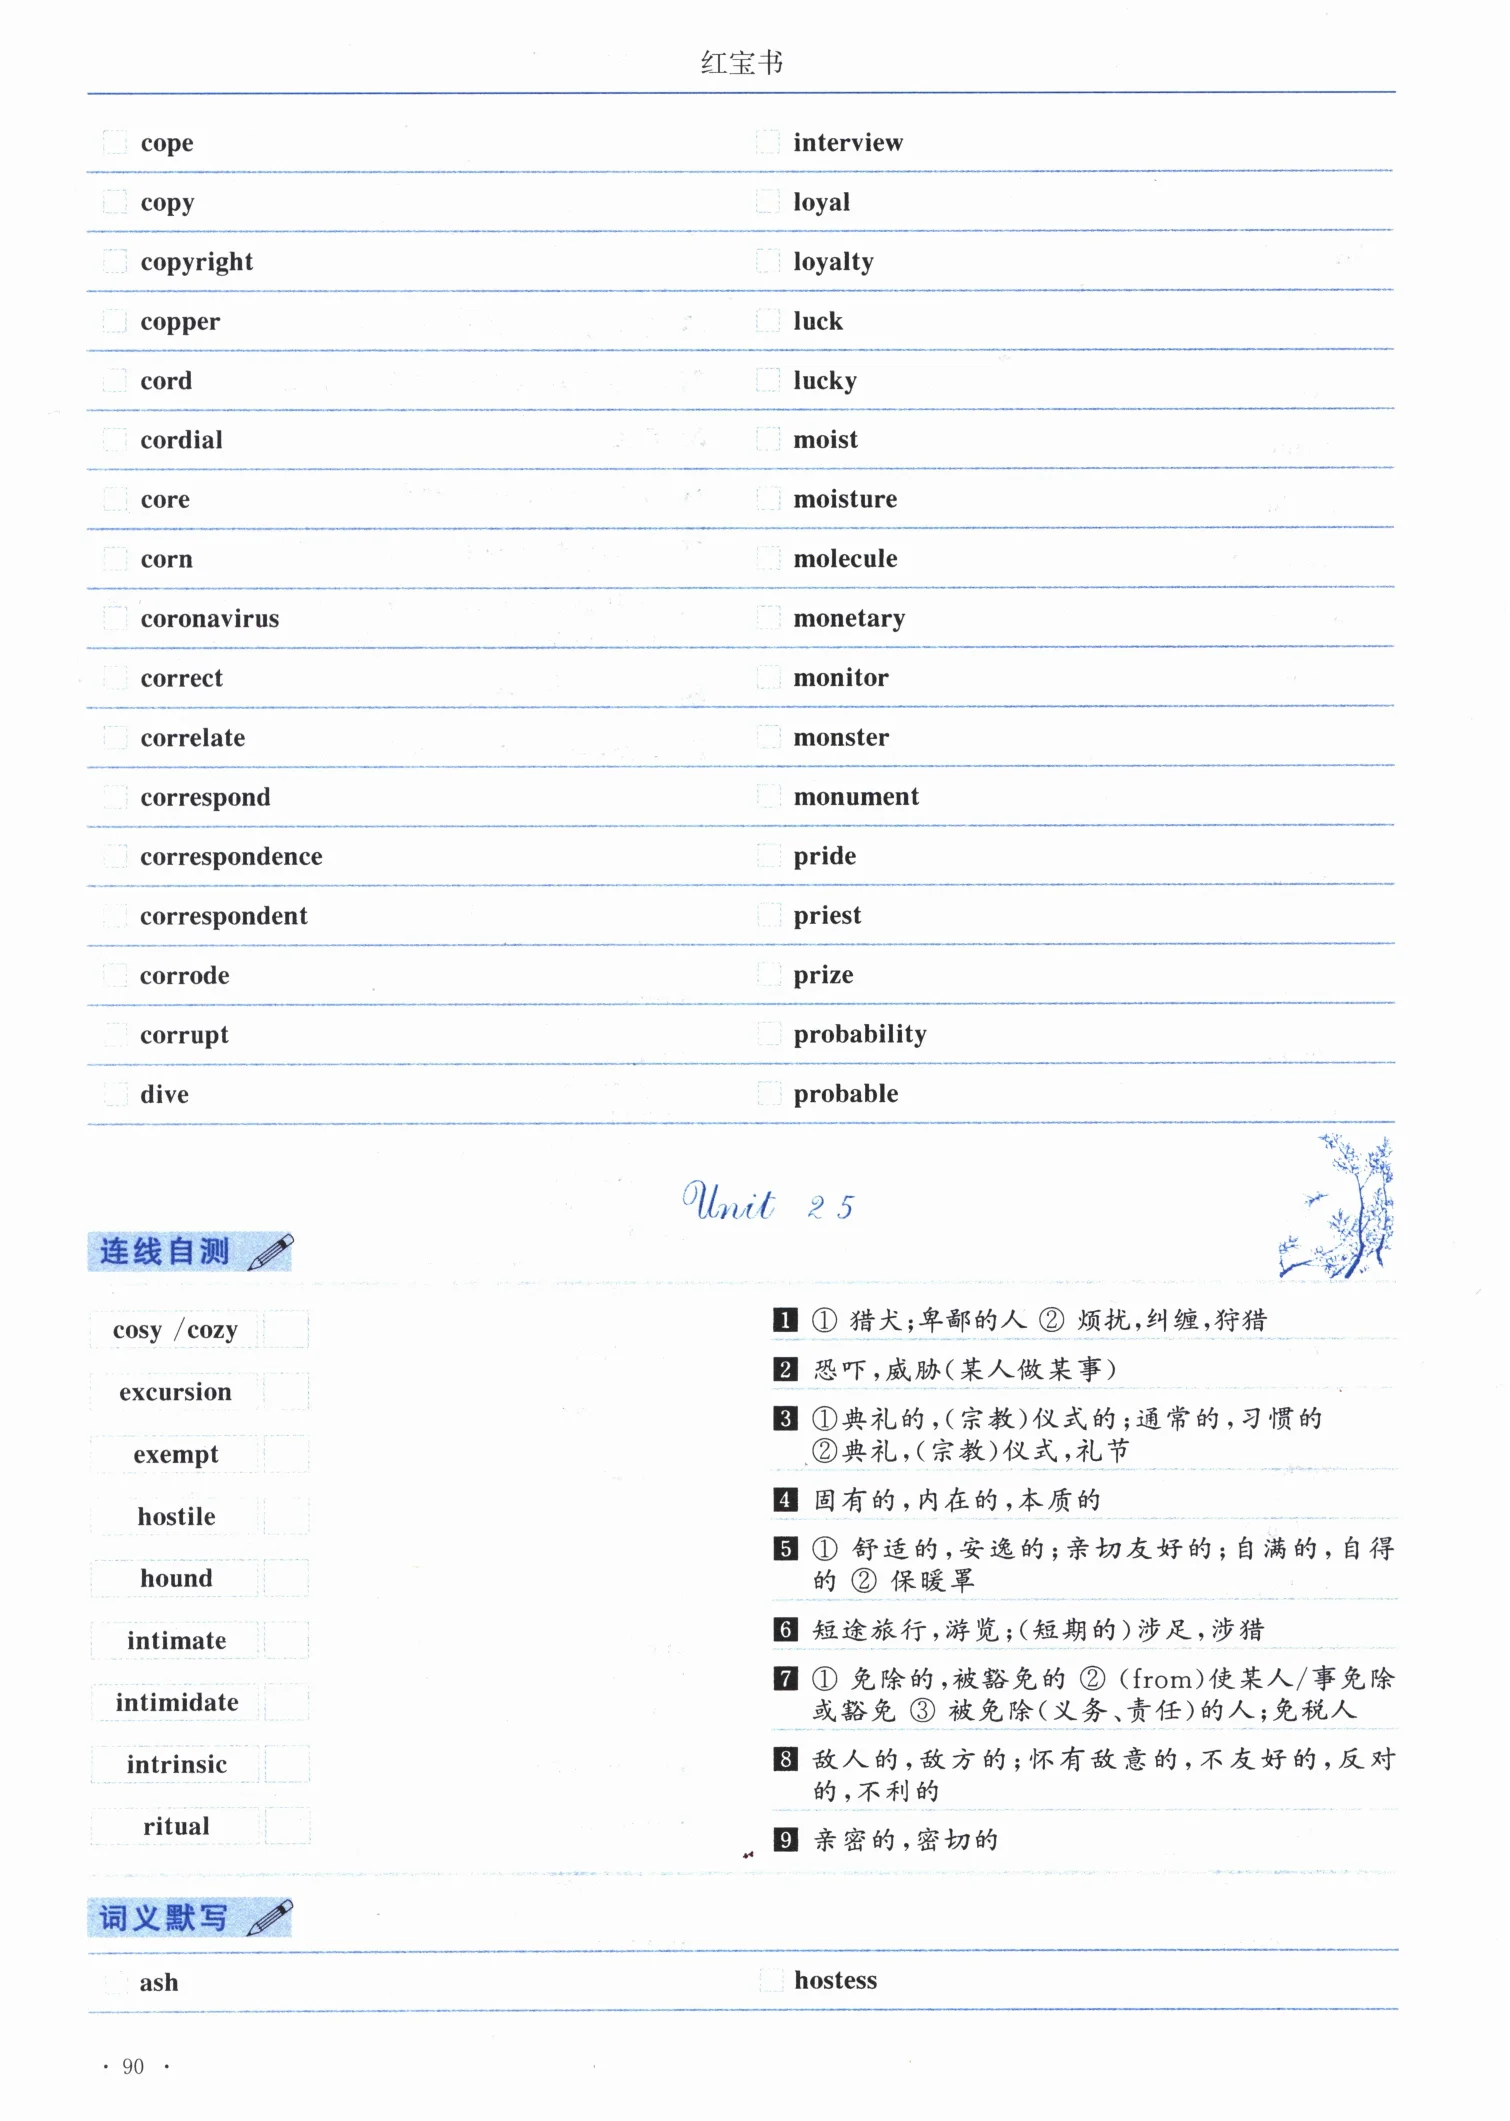 红宝书
cope interview
copy loyal
copyright loyalty
copper luck
cord lucky
cordial moist
core moisture
corn molecule
coronavirus monetary
correct monitor
correlate monster
correspond monument
correspondence pride
correspondent priest
corrode prize
corrupt probability
dive probable
Unit 25
连线自测
cosy /cozy
excursion
exempt
hostile
hound
intimate
intimidate
intrinsic
ritual
1 ① 猎犬;卑鄙的人 ② 烦扰,纠缠,狩猎
2 恐吓,威胁(某人做某事)
3 ①典礼的,(宗教)仪式的;通常的,习惯的
②典礼,(宗教)仪式,礼节
4 固有的,内在的,本质的
5 ① 舒适的,安逸的;亲切友好的;自满的,自得
的 ② 保暖罩
6 短途旅行,游览;(短期的)涉足,涉猎
7 ① 免除的,被豁免的 ② (from)使某人/事免除
或豁免 ③ 被免除(义务、责任)的人;免税人
8 敌人的,敌方的;怀有敌意的,不友好的,反对
的,不利的
9 亲密的,密切的
词义默写
ash hostess
· 90 ·